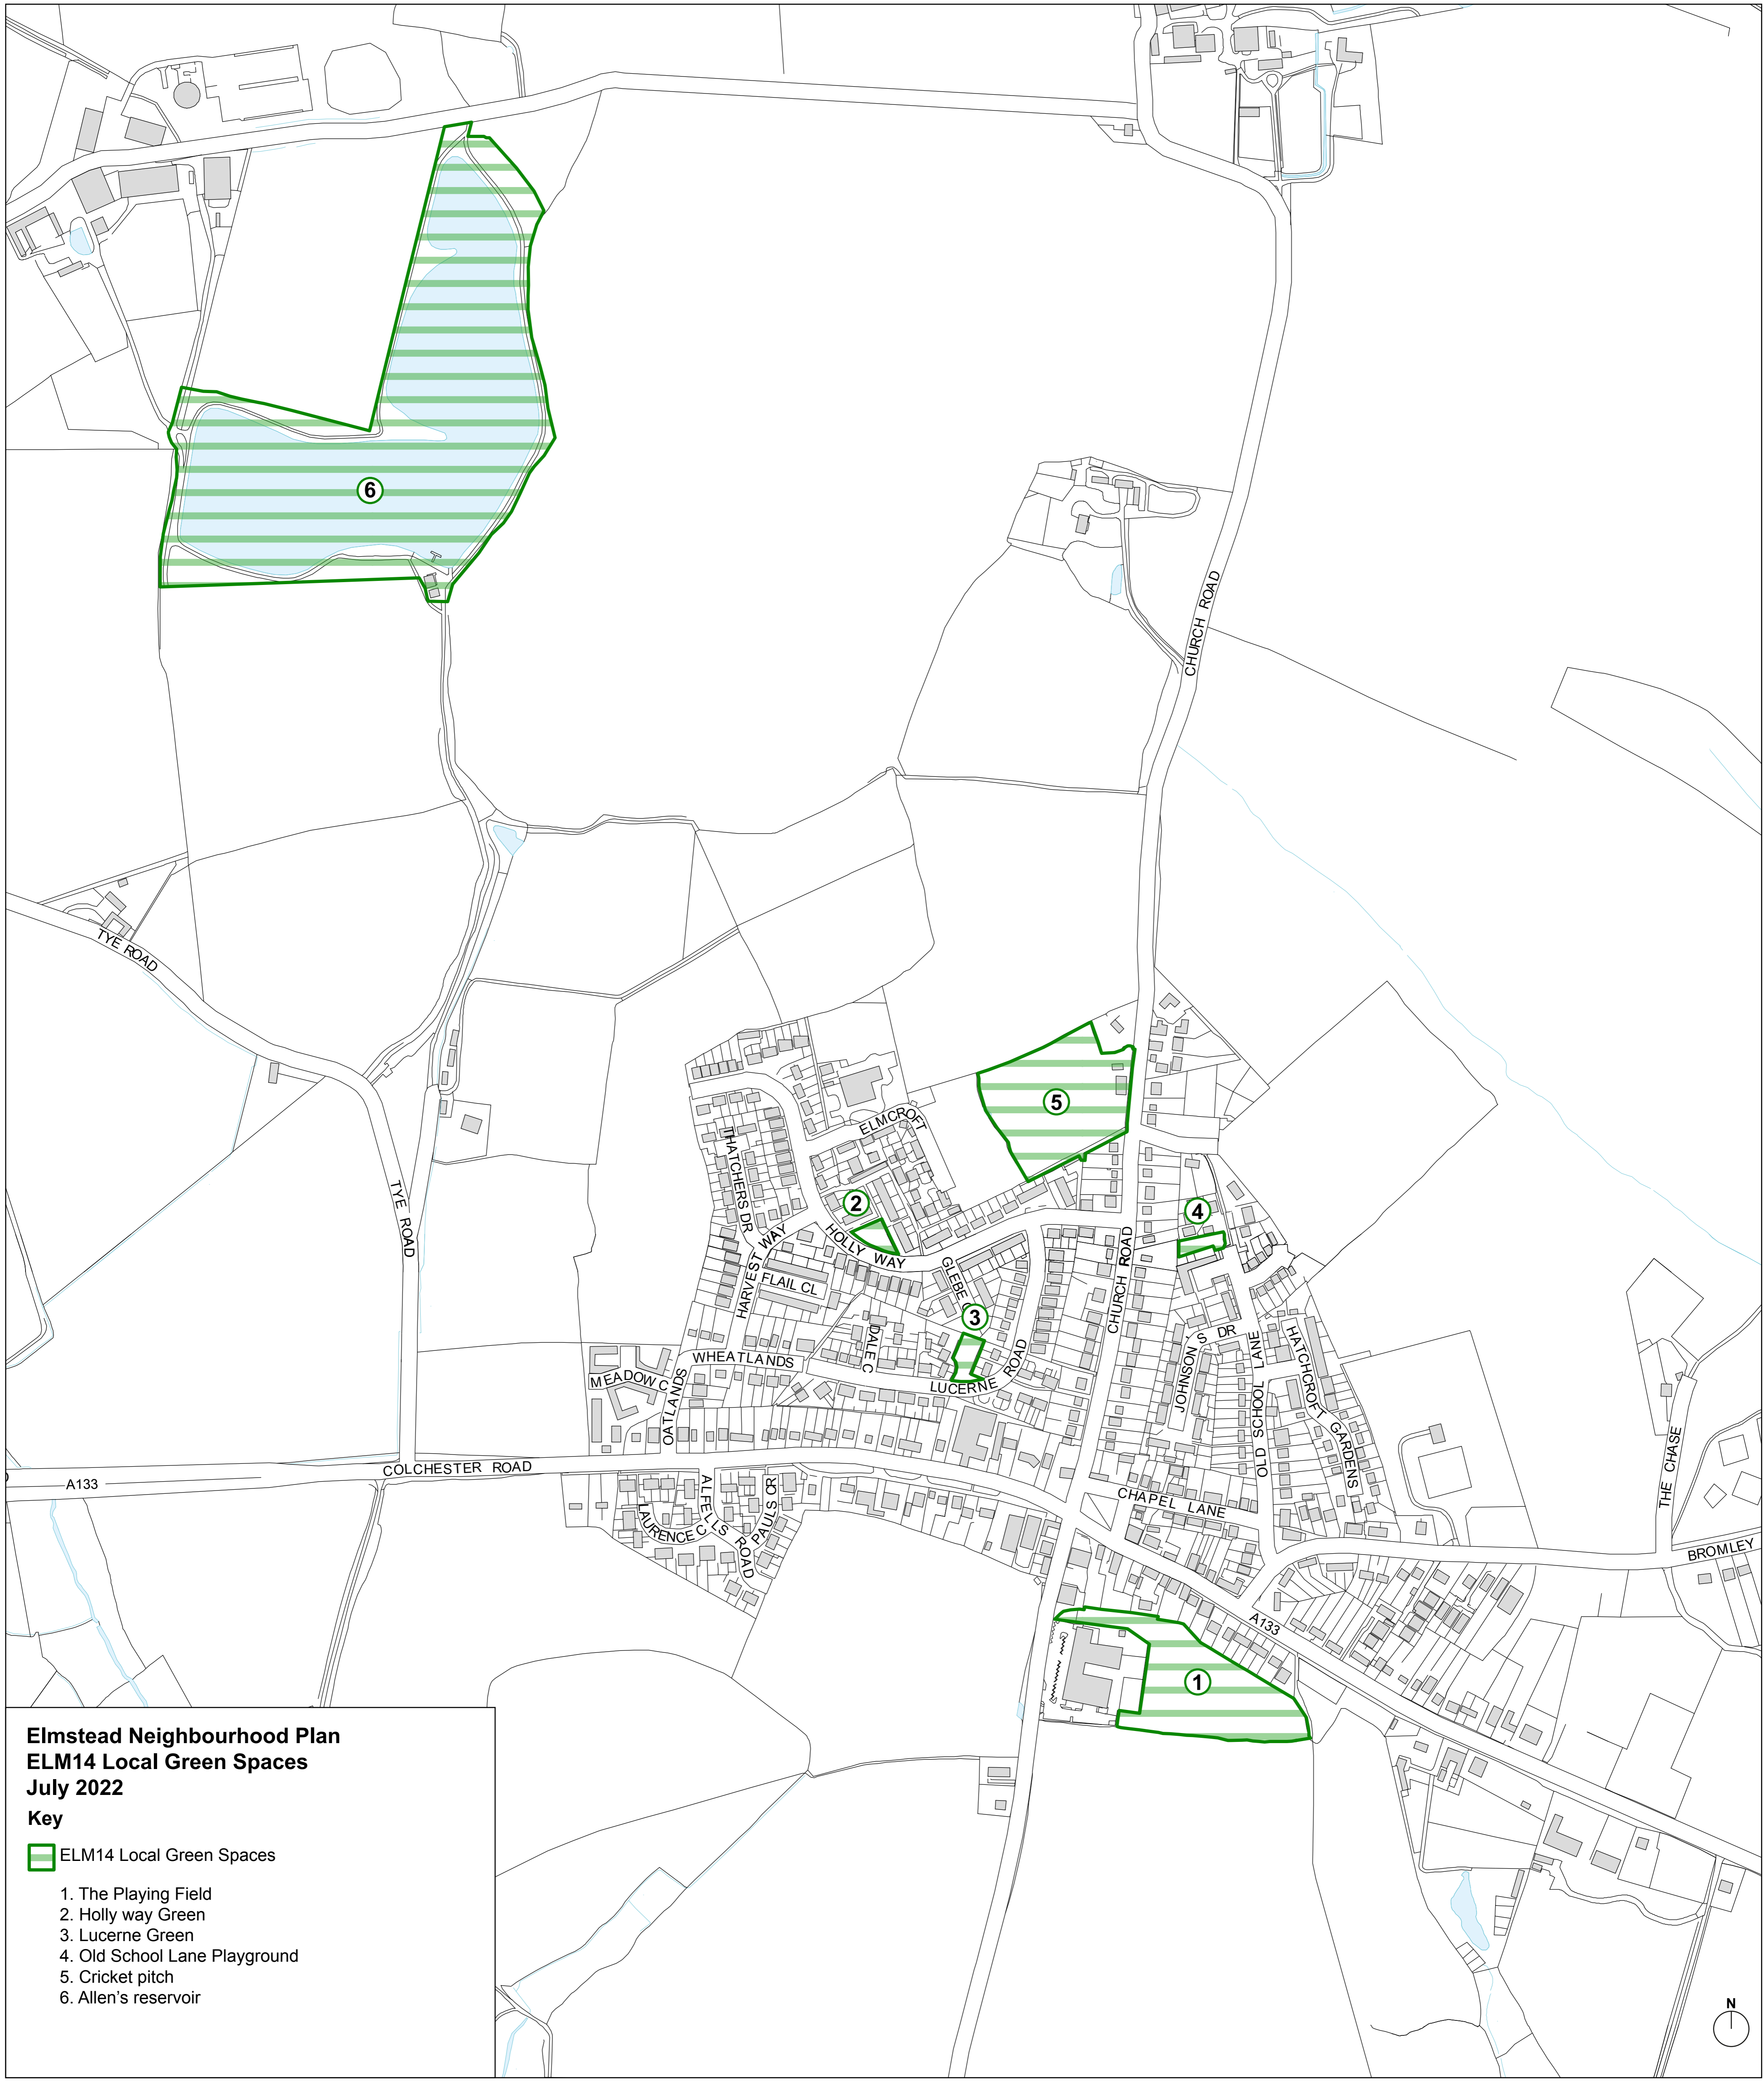 6
CHURCH ROAD
TYE ROAD
5
ELMCROFT
THATCHERS DR
2
4
TYE ROAD
HOLLY WAY
HARVEST WAY
FLAIL CL
GLEBE
CHURCH ROAD
3
DALE C
WHEATLANDS
MEADOW C
OATLANDS
LUCERNE ROAD
JOHNSON'S DR
OLD SCHOOL LANE
HATCHCROFT GARDENS
THE CHASE
A133
COLCHESTER ROAD
ALFELLS ROAD
LAURENCE C
PAULS CR
CHAPEL LANE
BROMLEY
A133
1
Elmstead Neighbourhood Plan
ELM14 Local Green Spaces
July 2022
Key
ELM14 Local Green Spaces
1. The Playing Field
2. Holly way Green
3. Lucerne Green
4. Old School Lane Playground
5. Cricket pitch
6. Allen's reservoir
N